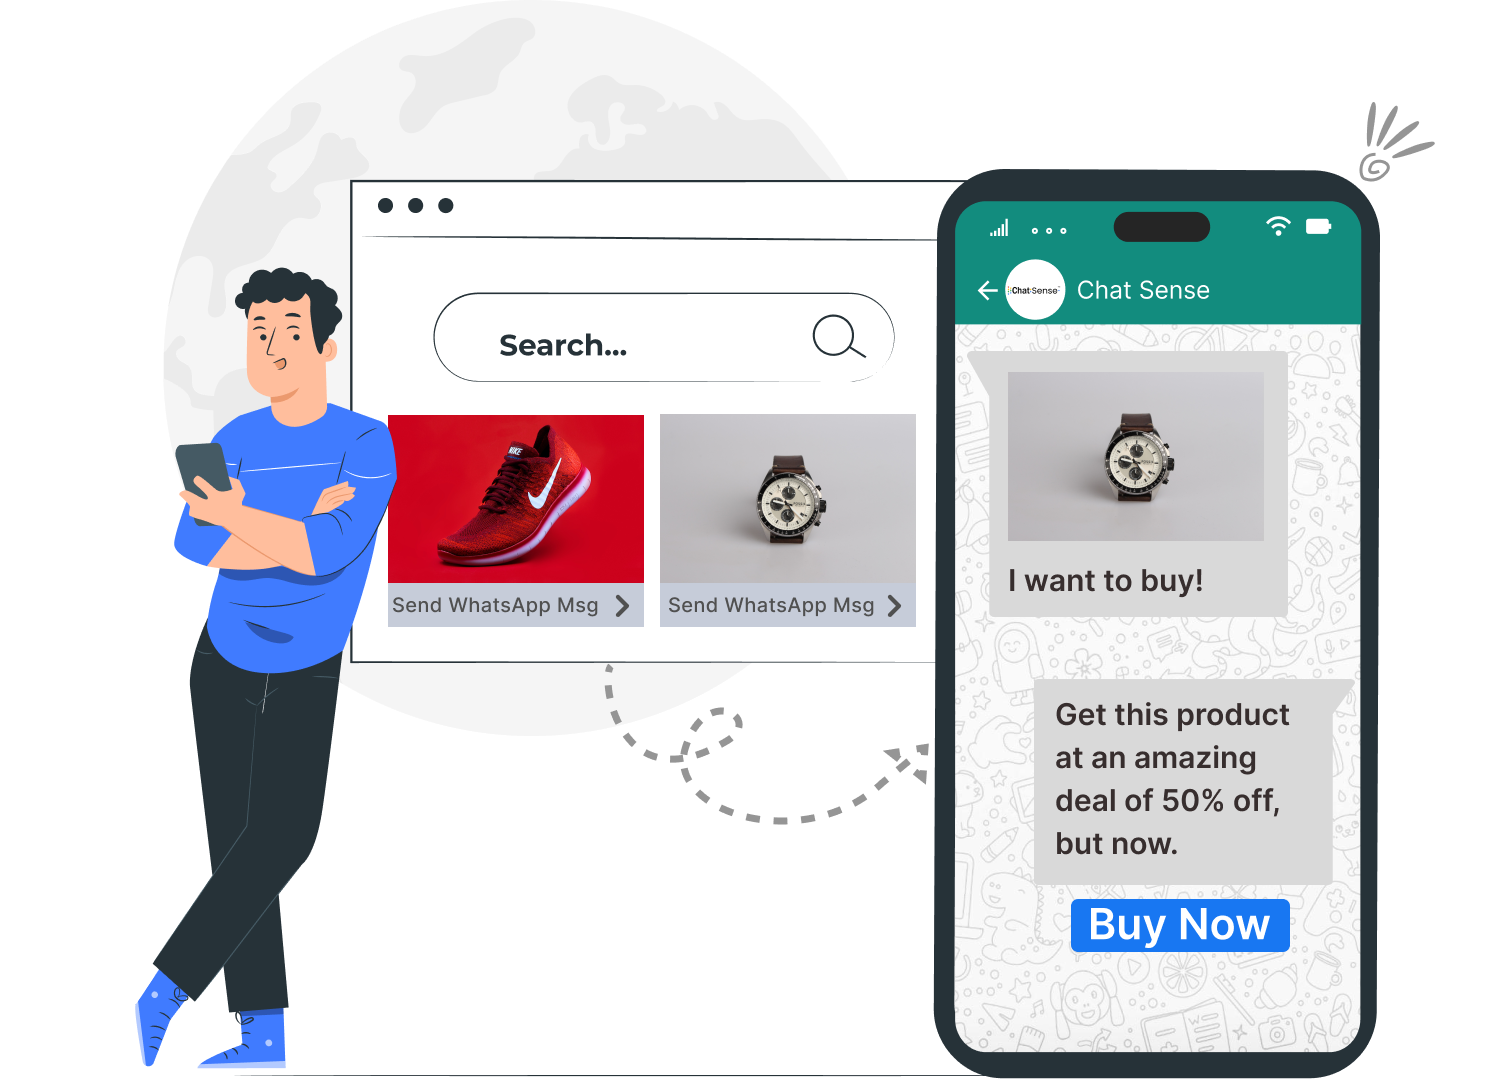 Search...
NIKE
Send WhatsApp Msg
Send WhatsApp Msg
Chat Sense
Chat Sense
I want to buy!
Get this product
at an amazing
deal of 50% off,
but now.
Buy Now